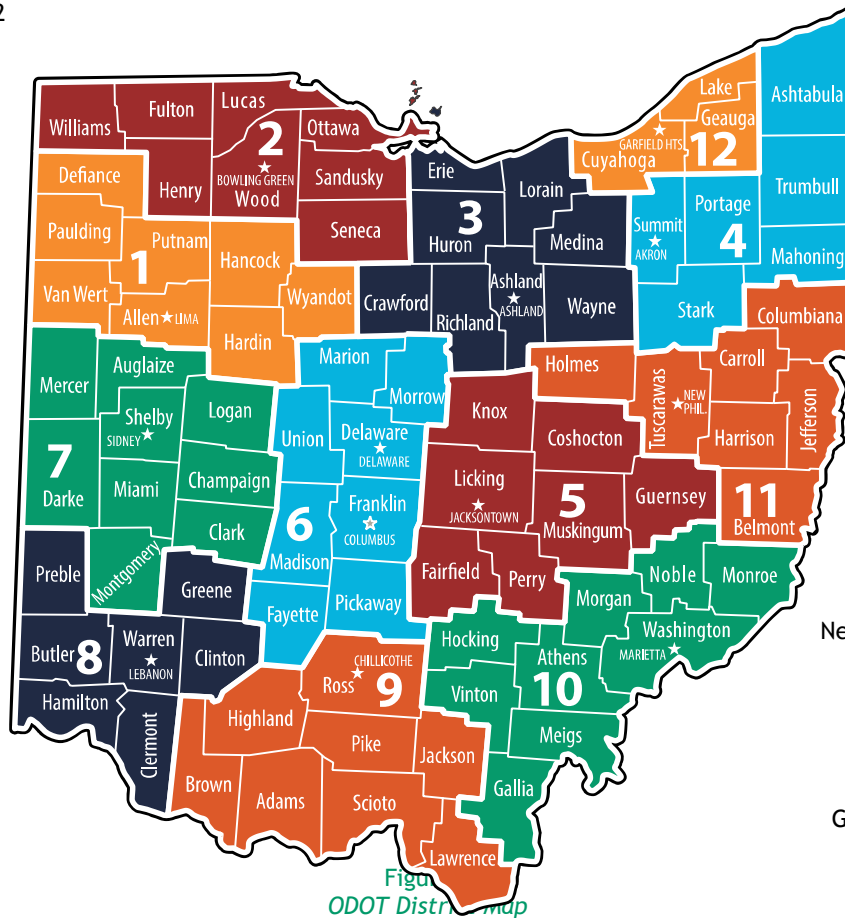 2
Williams
Fulton
Lucas
Ottawa
2
BOWLING GREEN
Wood
Henry
Sandusky
Seneca
Defiance
Paulding
Putnam
1
Van Wert
Allen
LIMA
Hancock
Wyandot
Hardin
Erie
Lorain
3
Huron
Medina
Ashland
ASHLAND
Crawford
Richland
Wayne
Lake
Geauga
GARFIELD HTS.
Cuyahoga
12
Ashtabula
Trumbull
Portage
Summit
AKRON
4
Mahoning
Stark
Columbiana
Mercer
Auglaize
Shelby
SIDNEY
Logan
7
Darke
Miami
Champaign
Clark
Montgomery
Marion
Morrow
Union
Delaware
DELAWARE
Franklin
COLUMBUS
6
Madison
Fayette
Pickaway
Knox
Coshocton
Licking
JACKSONTOWN
5
Muskingum
Guernsey
Fairfield
Perry
Holmes
Tuscarawas
NEW
PHIL.
Carroll
Jefferson
Harrison
11
Belmont
Preble
Greene
Butler
8
Warren
LEBANON
Clinton
Hamilton
Clermont
CHILLICOTHE
Ross
9
Highland
Pike
Jackson
Brown
Adams
Scioto
Lawrence
Hocking
Athens
10
Vinton
Meigs
Gallia
Morgan
Noble
Monroe
Washington
MARIETTA
Ne
G
Figu
ODOT Distri Map